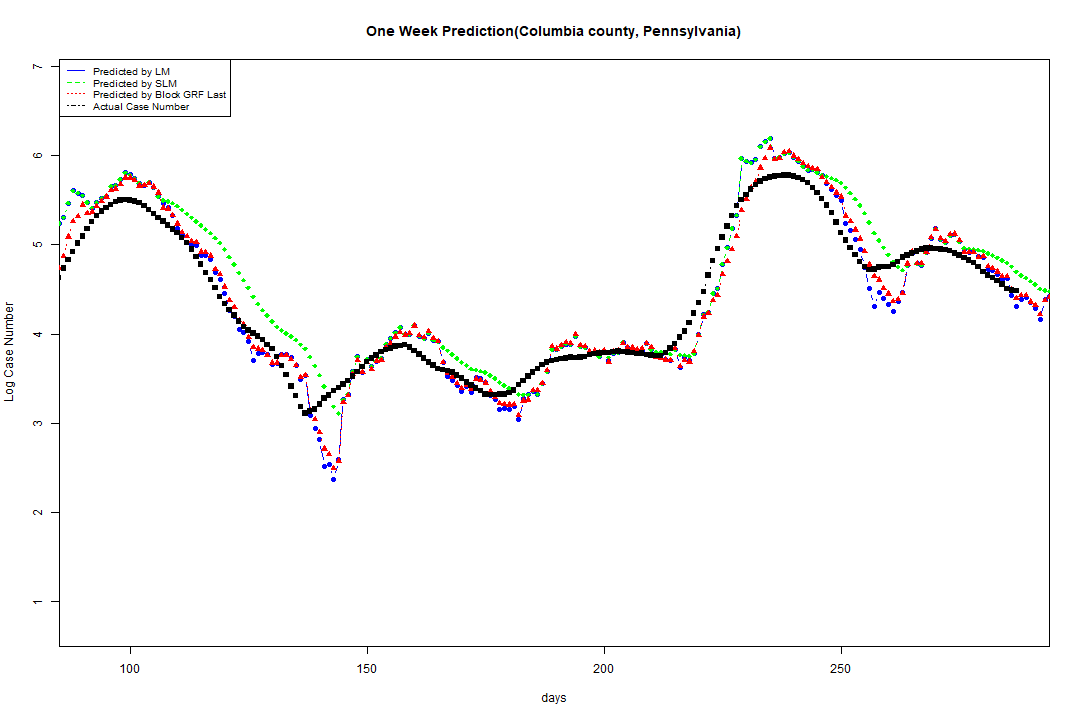 One Week Prediction(Columbia county, Pennsylvania)
Predicted by LM
Predicted by SLM
Predicted by Block GRF Last
Actual Case Number
7
6
5
4
3
2
1
Log Case Number
100 150 200 250
days